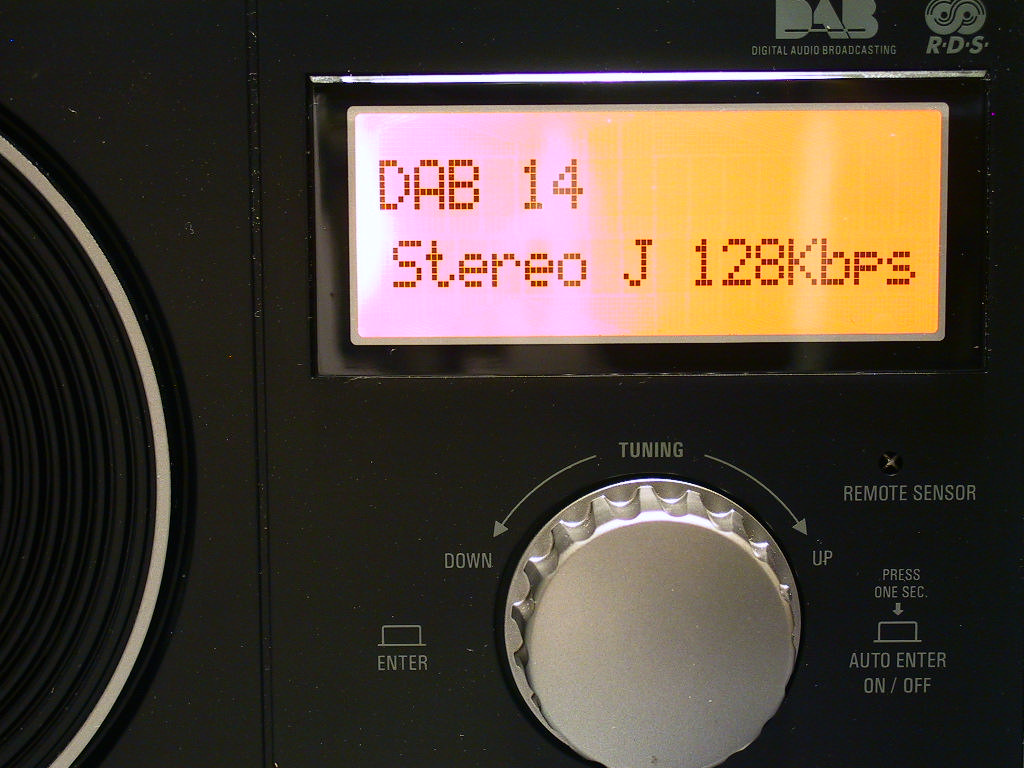 DAB
DIGITAL AUDIO BROADCASTING
R·D·S·
DAB 14
Stereo J 128Kbps
TUNING
DOWN
UP
REMOTE SENSOR
PRESS
ONE SEC.
ENTER
AUTO ENTER
ON / OFF